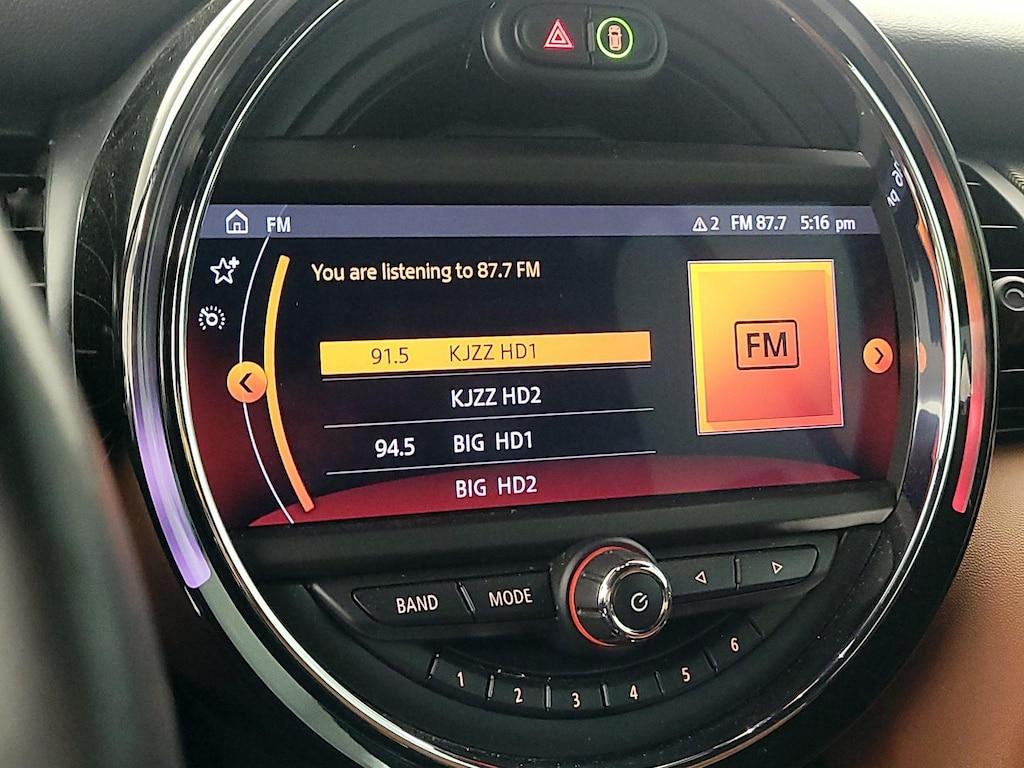 FM
2 FM 87.7 5:16 pm
You are listening to 87.7 FM
91.5 KJZZ HD1
KJZZ HD2
94.5 BIG HD1
BIG HD2
FM
BAND MODE
1 2 3 4 5 6